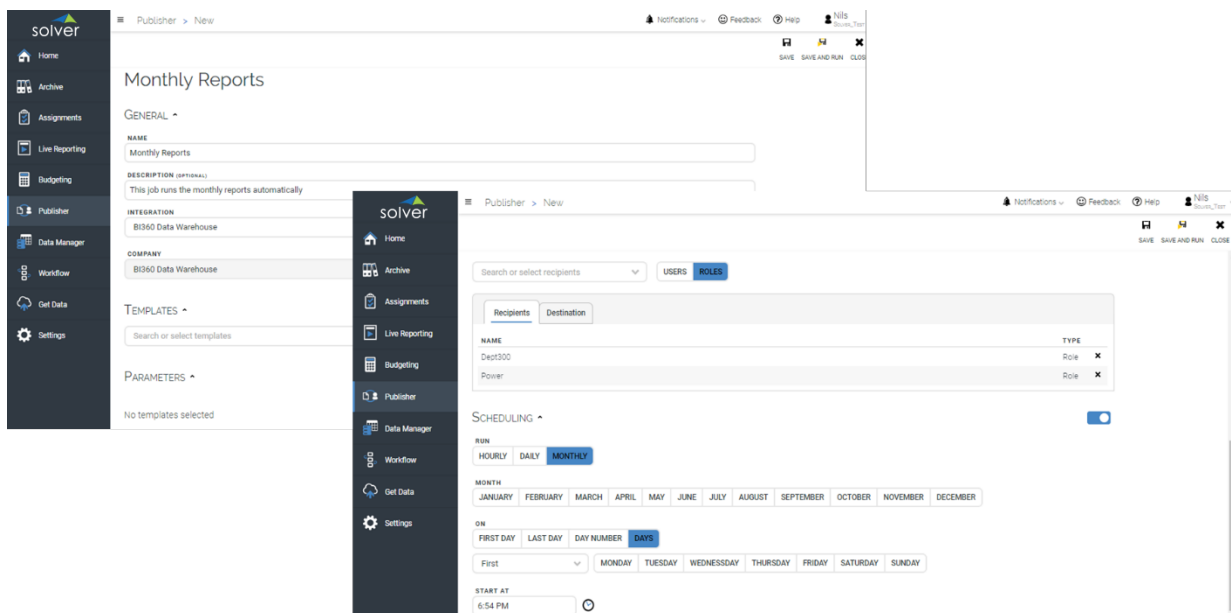 solver
Publisher > New
Notifications
Feedback
Help
Nils
Solver_Test
SAVE
SAVE AND RUN
CLOS
Home
Archive
Assignments
Live Reporting
Budgeting
Publisher
Data Manager
Workflow
Get Data
Settings
Monthly Reports
GENERAL
NAME
Monthly Reports
DESCRIPTION (OPTIONAL)
This job runs the monthly reports automatically
INTEGRATION
BI360 Data Warehouse
COMPANY
BI360 Data Warehouse
TEMPLATES
Search or select templates
PARAMETERS
No templates selected
solver
Publisher > New
Notifications
Feedback
Help
Nils
Solver_Test
SAVE
SAVE AND RUN
CLOSE
Home
Archive
Assignments
Live Reporting
Budgeting
Publisher
Data Manager
Workflow
Get Data
Settings
Search or select recipients
USERS ROLES
Recipients Destination
NAME TYPE
Dept300 Role
Power Role
SCHEDULING
RUN
HOURLY DAILY MONTHLY
MONTH
JANUARY FEBRUARY MARCH APRIL MAY JUNE JULY AUGUST SEPTEMBER OCTOBER NOVEMBER DECEMBER
ON
FIRST DAY LAST DAY DAY NUMBER DAYS
First MONDAY TUESDAY WEDNESDAY THURSDAY FRIDAY SATURDAY SUNDAY
START AT
6:54 PM